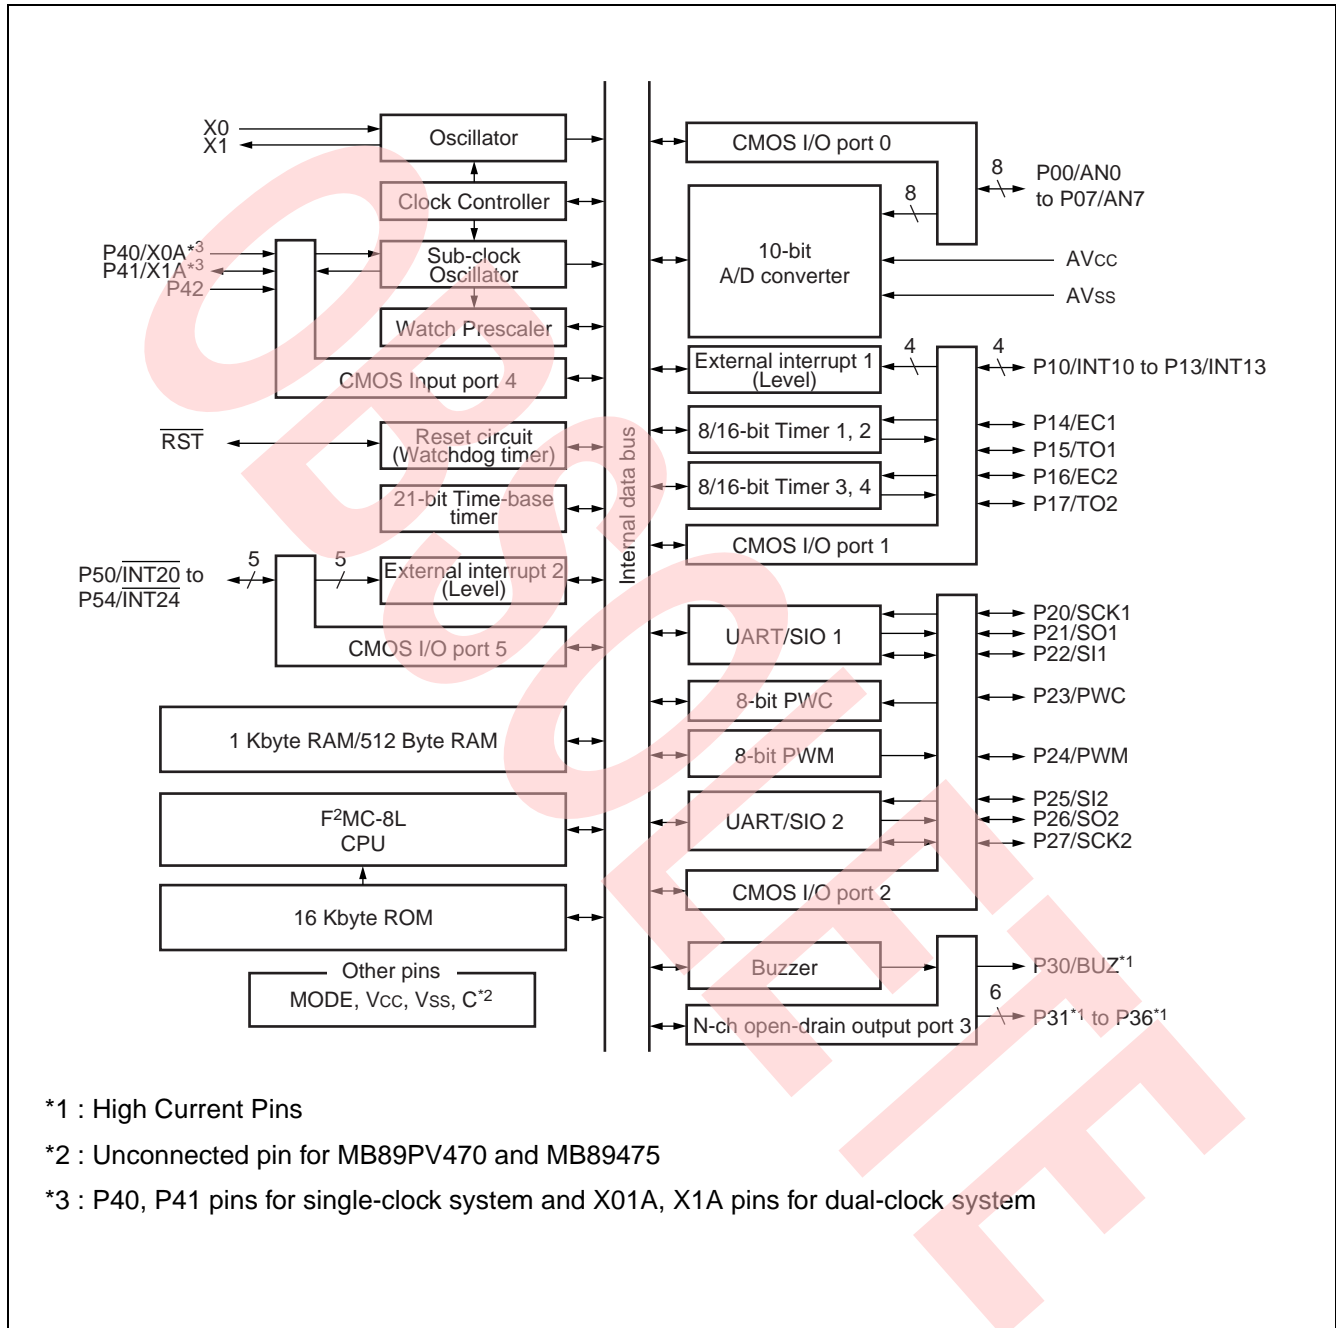 X0
X1
Oscillator
Clock Controller
P40/X0A*3
P41/X1A*3
P42
Sub-clock
Oscillator
Watch Prescaler
CMOS Input port 4
RST
Reset circuit
(Watchdog timer)
21-bit Time-base
timer
P50/INT20 to
P54/INT24
5
5
External interrupt 2
(Level)
CMOS I/O port 5
1 Kbyte RAM/512 Byte RAM
F2MC-8L
CPU
16 Kbyte ROM
Other pins
MODE, Vcc, Vss, C*2
Internal data bus
CMOS I/O port 0
8
P00/AN0
to P07/AN7
8
10-bit
A/D converter
AVcc
AVss
External interrupt 1
(Level)
4
4
P10/INT10 to P13/INT13
8/16-bit Timer 1, 2
P14/EC1
P15/TO1
8/16-bit Timer 3, 4
P16/EC2
P17/TO2
CMOS I/O port 1
UART/SIO 1
P20/SCK1
P21/SO1
P22/SI1
8-bit PWC
P23/PWC
8-bit PWM
P24/PWM
UART/SIO 2
P25/SI2
P26/SO2
P27/SCK2
CMOS I/O port 2
Buzzer
P30/BUZ*1
6
N-ch open-drain output port 3
P31*1 to P36*1
*1 : High Current Pins
*2 : Unconnected pin for MB89PV470 and MB89475
*3 : P40, P41 pins for single-clock system and X01A, X1A pins for dual-clock system
OBSOLETE